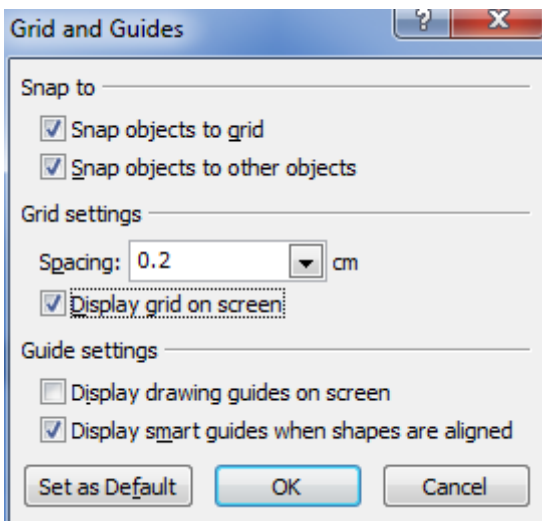 Grid and Guides
Snap to
Snap objects to grid
Snap objects to other objects
Grid settings
Spacing: 0.2 cm
Display grid on screen
Guide settings
Display drawing guides on screen
Display smart guides when shapes are aligned
Set as Default OK Cancel